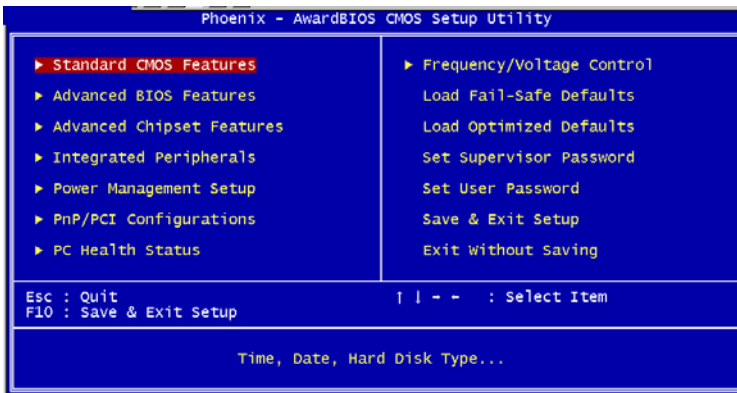 Phoenix - AwardBIOS CMOS Setup Utility
▶ Standard CMOS Features
▶ Advanced BIOS Features
▶ Advanced Chipset Features
▶ Integrated Peripherals
▶ Power Management Setup
▶ PnP/PCI Configurations
▶ PC Health Status
▶ Frequency/Voltage Control
Load Fail-Safe Defaults
Load Optimized Defaults
Set Supervisor Password
Set User Password
Save & Exit Setup
Exit Without Saving
Esc : Quit
F10 : Save & Exit Setup
↑ ↓ → ← : Select Item
Time, Date, Hard Disk Type...